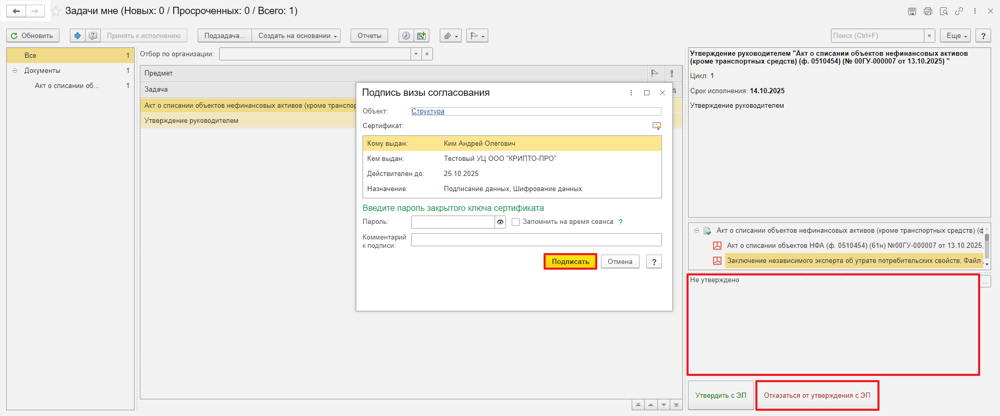 Задачи мне (Новых: 0 / Просроченных: 0 / Всего: 1)
Обновить
Принять к исполнению
Подзадача...
Создать на основании
Отчеты
Поиск (Ctrl+F)
×
Еще
?
Все 1
Документы 1
Акт о списании об... 1
Отбор по организации:
×
Предмет
Задача
Акт о списании объектов нефинансовых активов (кроме транспор
Утверждение руководителем
Подпись визы согласования
Объект: Структура
Сертификат:
Кому выдан: Ким Андрей Олегович
Кем выдан: Тестовый УЦ ООО "КРИПТО-ПРО"
Действителен до: 25.10.2025
Назначение: Подписание данных, Шифрование данных
Введите пароль закрытого ключа сертификата
Пароль:
Запомнить на время сеанса ?
Комментарий
к подписи:
Подписать
Отмена
?
Утверждение руководителем "Акт о списании объектов нефинансовых активов
(кроме транспортных средств) (ф. 0510454) (№ 00ГУ-000007 от 13.10.2025) "
Цикл: 1
Срок исполнения: 14.10.2025
Утверждение руководителем
Акт о списании объектов нефинансовых активов (кроме транспортных средств) (ф
Акт о списании объектов НФА (ф. 0510454) (61н) №00ГУ-000007 от 13.10.2025,
Заключение независимого эксперта об утрате потребительских свойств, Файл
Не утверждено
...
Утвердить с ЭП
Отказаться от утверждения с ЭП